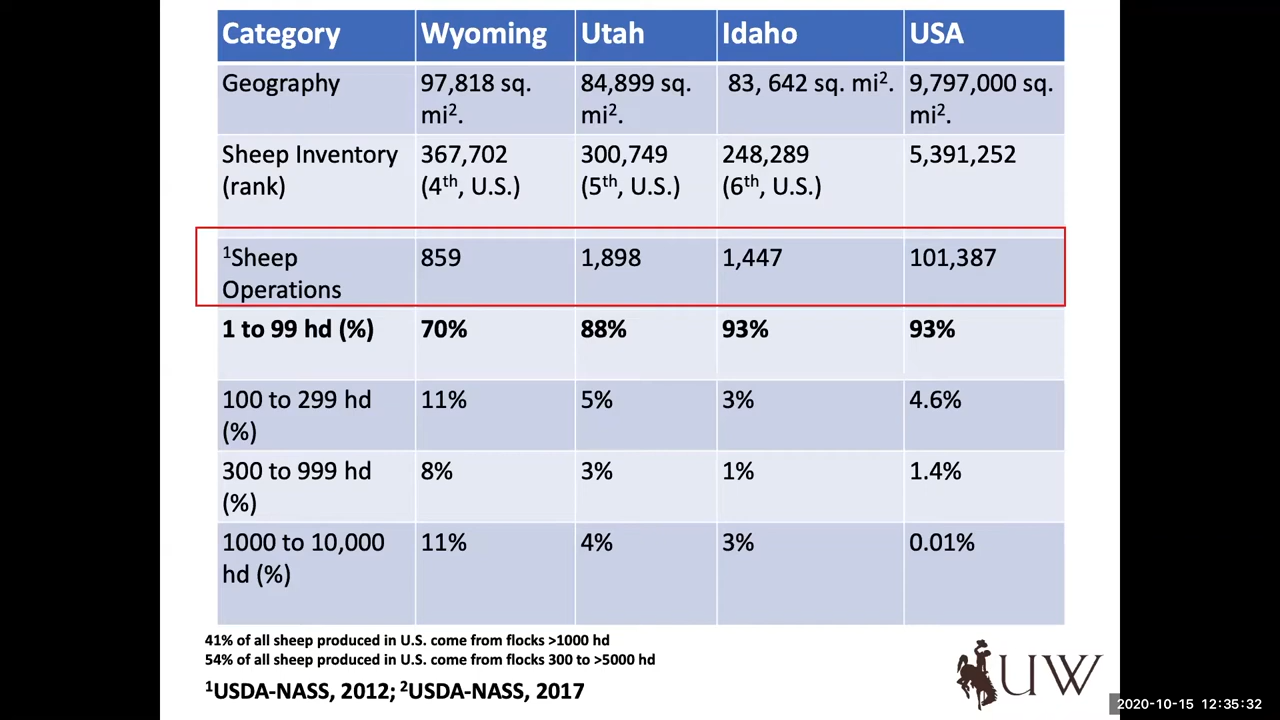 Category Wyoming Utah Idaho USA
Geography 97,818 sq. mi². 84,899 sq. mi². 83, 642 sq. mi². 9,797,000 sq. mi².
Sheep Inventory (rank) 367,702 (4th, U.S.) 300,749 (5th, U.S.) 248,289 (6th, U.S.) 5,391,252
¹Sheep Operations 859 1,898 1,447 101,387
1 to 99 hd (%) 70% 88% 93% 93%
100 to 299 hd (%) 11% 5% 3% 4.6%
300 to 999 hd (%) 8% 3% 1% 1.4%
1000 to 10,000 hd (%) 11% 4% 3% 0.01%
41% of all sheep produced in U.S. come from flocks >1000 hd
54% of all sheep produced in U.S. come from flocks 300 to >5000 hd
¹USDA-NASS, 2012; ²USDA-NASS, 2017
UW
2020-10-15 12:35:32